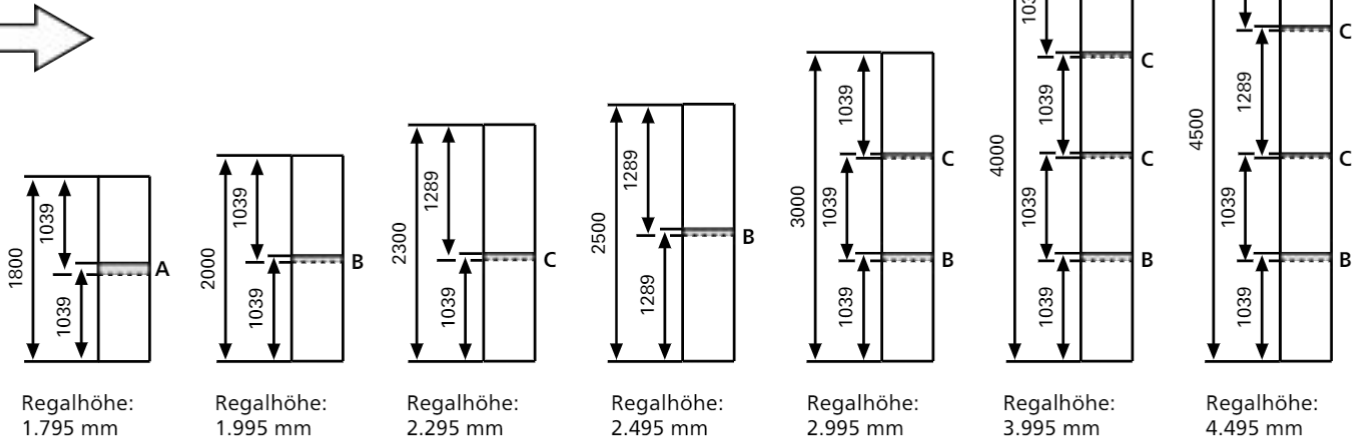 1800
1039
1039
A
Regalhöhe:
1.795 mm
2000
1039
1039
B
Regalhöhe:
1.995 mm
2300
1289
1039
C
Regalhöhe:
2.295 mm
2500
1289
1289
B
Regalhöhe:
2.495 mm
3000
1039
C
1039
B
1039
Regalhöhe:
2.995 mm
4000
C
1039
C
1039
B
1039
Regalhöhe:
3.995 mm
4500
C
1289
C
1039
B
1039
Regalhöhe:
4.495 mm